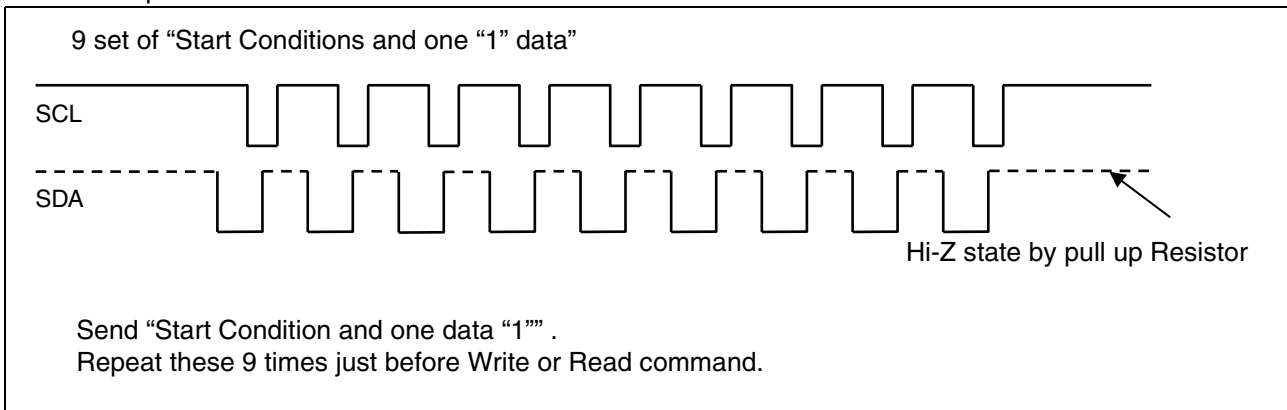 9 set of “Start Conditions and one “1” data”
SCL
SDA
Hi-Z state by pull up Resistor
Send “Start Condition and one data “1”” .
Repeat these 9 times just before Write or Read command.